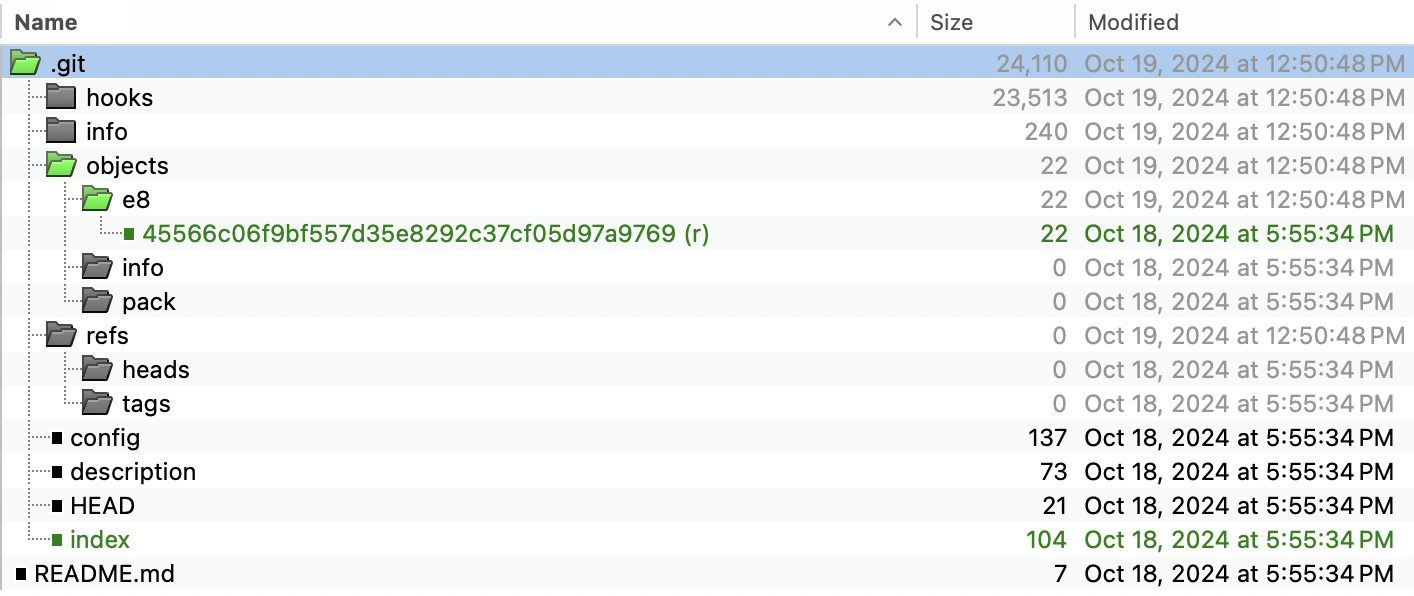 Name Size Modified
.git 24,110 Oct 19, 2024 at 12:50:48 PM
hooks 23,513 Oct 19, 2024 at 12:50:48 PM
info 240 Oct 19, 2024 at 12:50:48 PM
objects 22 Oct 19, 2024 at 12:50:48 PM
e8 22 Oct 19, 2024 at 12:50:48 PM
45566c06f9bf557d35e8292c37cf05d97a9769 (r) 22 Oct 18, 2024 at 5:55:34 PM
info 0 Oct 18, 2024 at 5:55:34 PM
pack 0 Oct 18, 2024 at 5:55:34 PM
refs 0 Oct 19, 2024 at 12:50:48 PM
heads 0 Oct 18, 2024 at 5:55:34 PM
tags 0 Oct 18, 2024 at 5:55:34 PM
config 137 Oct 18, 2024 at 5:55:34 PM
description 73 Oct 18, 2024 at 5:55:34 PM
HEAD 21 Oct 18, 2024 at 5:55:34 PM
index 104 Oct 18, 2024 at 5:55:34 PM
README.md 7 Oct 18, 2024 at 5:55:34 PM